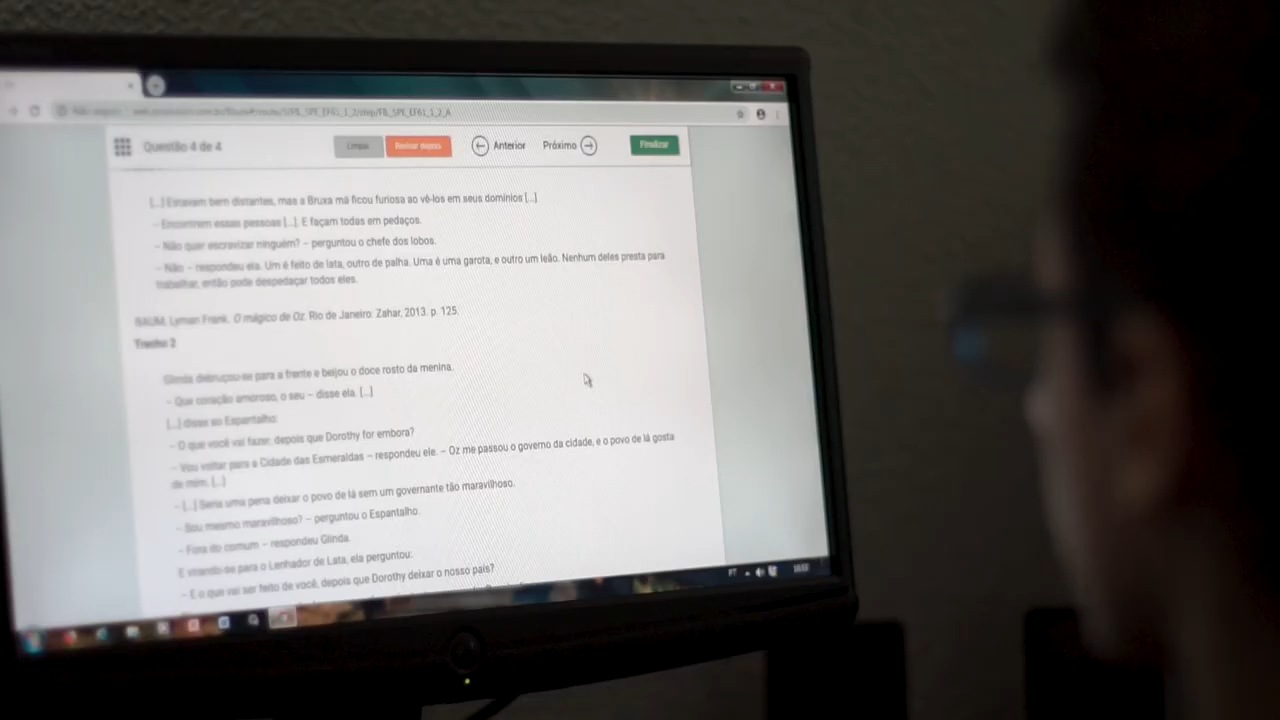 Questão 4 de 4
Limpar
Revisar depois
Anterior
Próximo
Finalizar
[...] Estavam bem distantes, mas a Bruxa má ficou furiosa ao vê-los em seus domínios [...]
– Encontrem essas pessoas [...]. E façam todas em pedaços.
– Não quer escravizar ninguém? – perguntou o chefe dos lobos.
– Não – respondeu ela. Um é feito de lata, outro de palha. Uma é uma garota, e outro um leão. Nenhum deles presta para
trabalhar, então pode despedaçar todos eles.
BAUM, Lyman Frank. O mágico de Oz. Rio de Janeiro: Zahar, 2013. p. 125.
Trecho 2
Glinda debruçou-se para a frente e beijou o doce rosto da menina.
– Que coração amoroso, o seu – disse ela. [...]
[...] disse ao Espantalho:
– O que você vai fazer, depois que Dorothy for embora?
– Vou voltar para a Cidade das Esmeraldas – respondeu ele. – Oz me passou o governo da cidade, e o povo de lá gosta
de mim. [...]
– [...] Seria uma pena deixar o povo de lá sem um governante tão maravilhoso.
– Sou mesmo maravilhoso? – perguntou o Espantalho.
– Fora do comum – respondeu Glinda.
E virando-se para o Lenhador de Lata, ela perguntou:
– E o que vai ser feito de você, depois que Dorothy deixar o nosso país?
PT